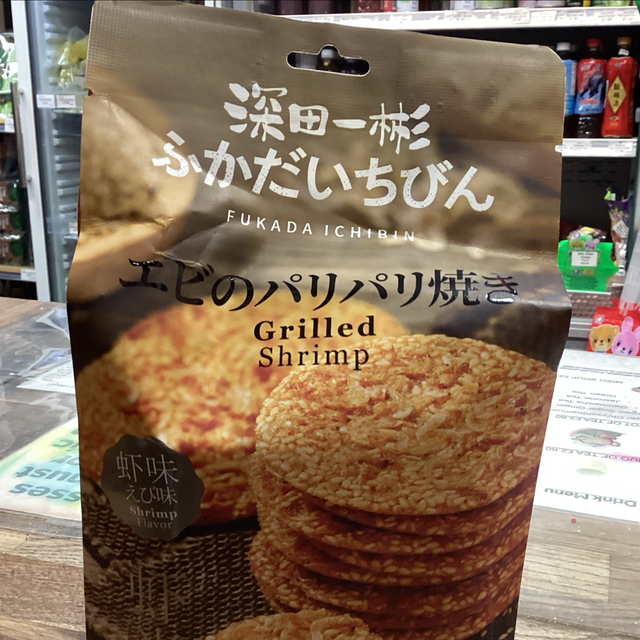 深田一彬
ふかだいちびん
FUKADA ICHIBIN
エビのパリパリ焼き
Grilled
Shrimp
虾味
えび味
Shrimp
Flavor
Drink Menu